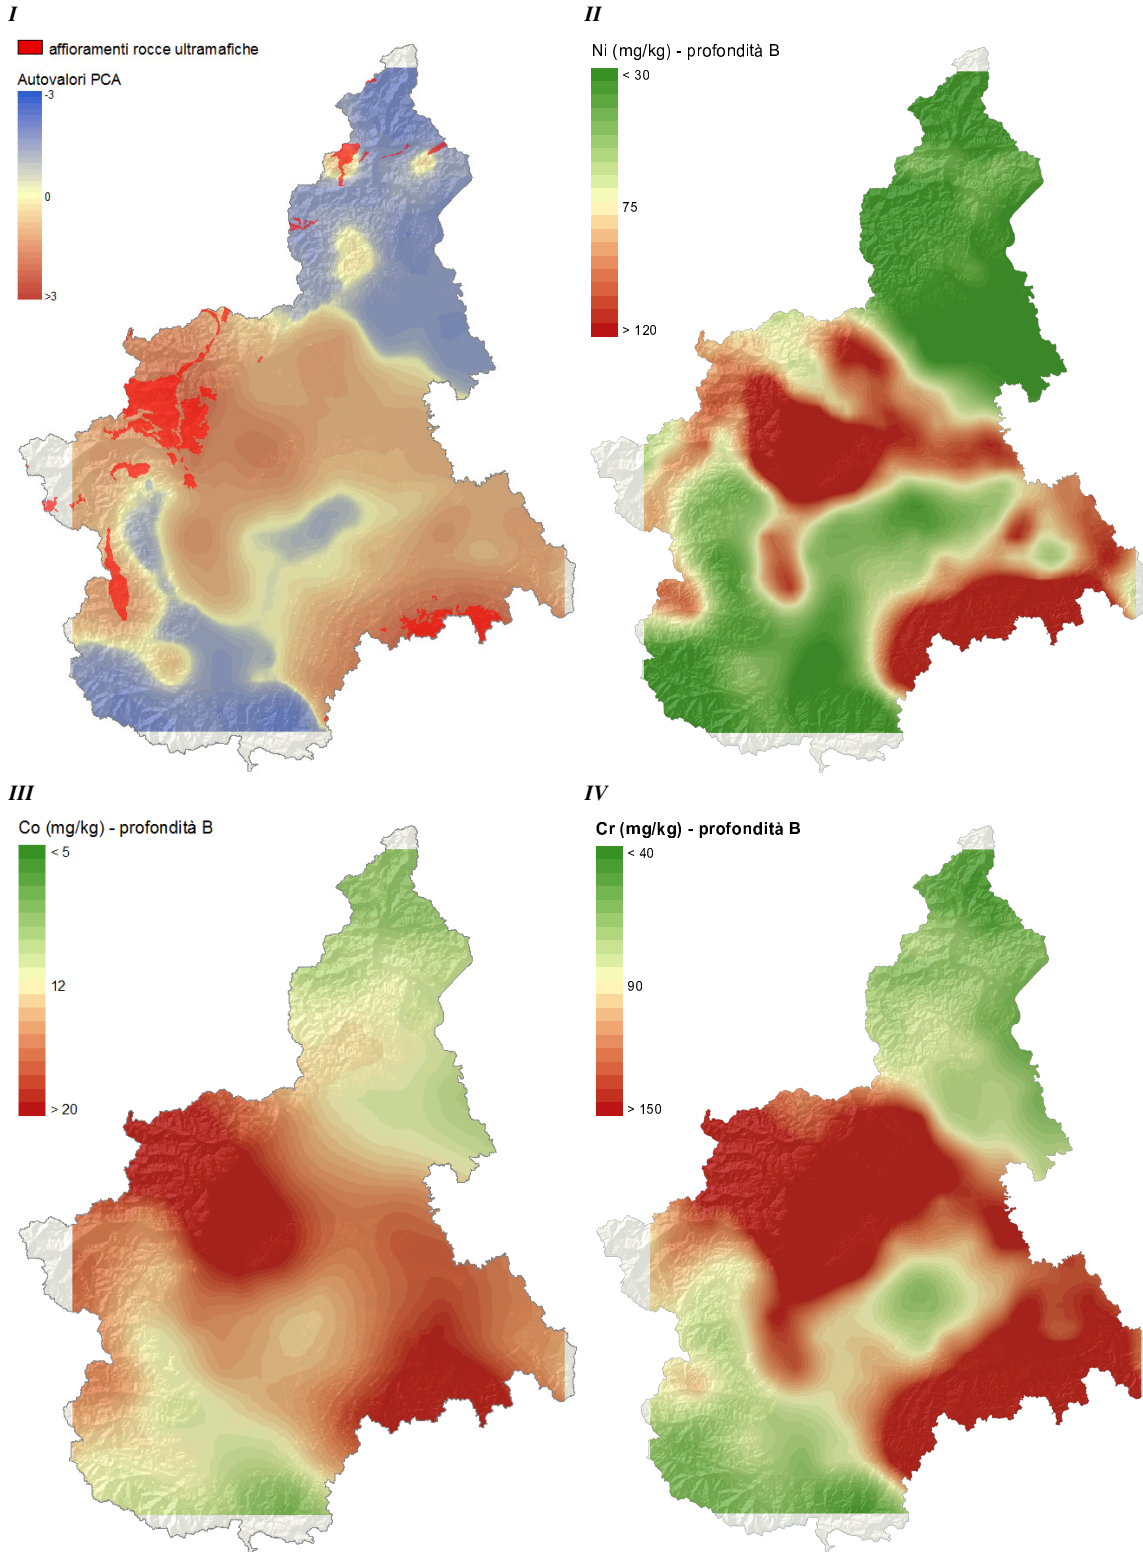 I
affioramenti rocce ultramafiche
Autovalori PCA
-3
0
>3
II
Ni (mg/kg) - profondità B
< 30
75
> 120
III
Co (mg/kg) - profondità B
< 5
12
> 20
IV
Cr (mg/kg) - profondità B
< 40
90
> 150